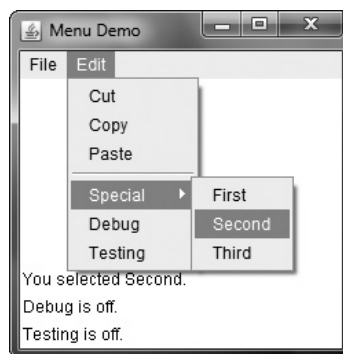 Menu Demo
File Edit
Cut
Copy
Paste
Special
First
Second
Third
Debug
Testing
You selected Second.
Debug is off.
Testing is off.